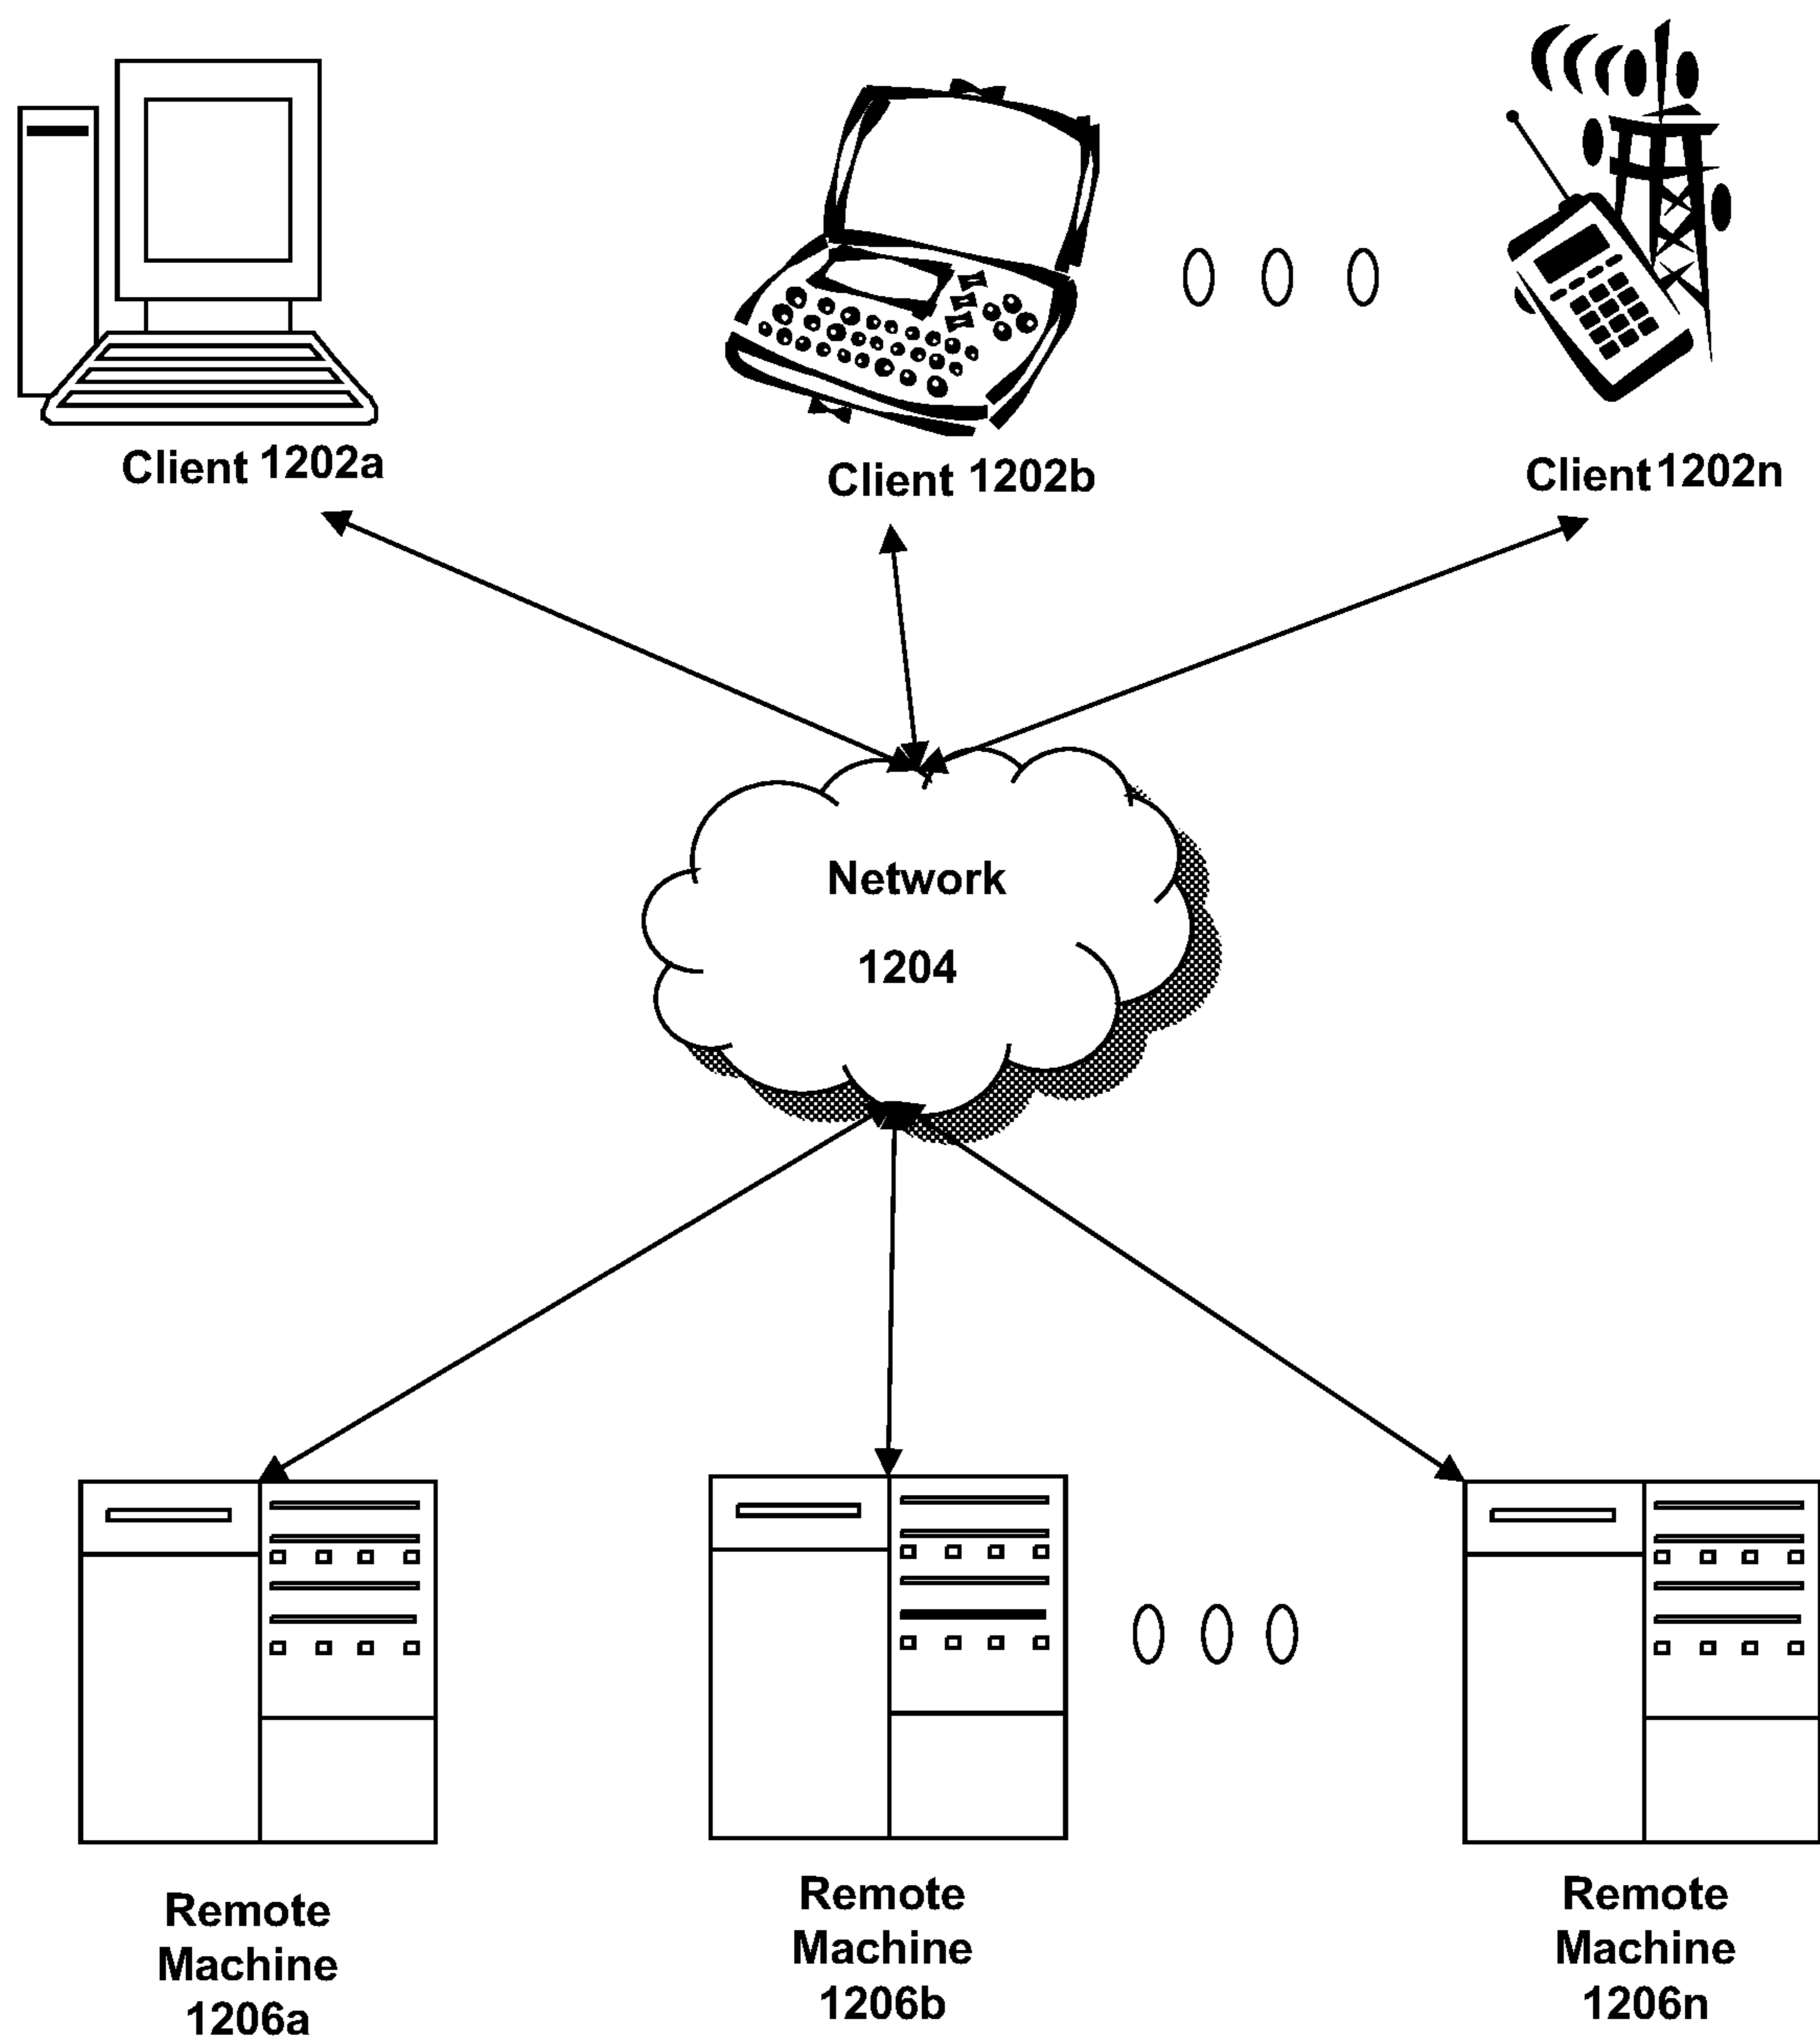 Client 1202a
Client 1202b
Client 1202n
Network
1204
Remote
Machine
1206a
Remote
Machine
1206b
Remote
Machine
1206n